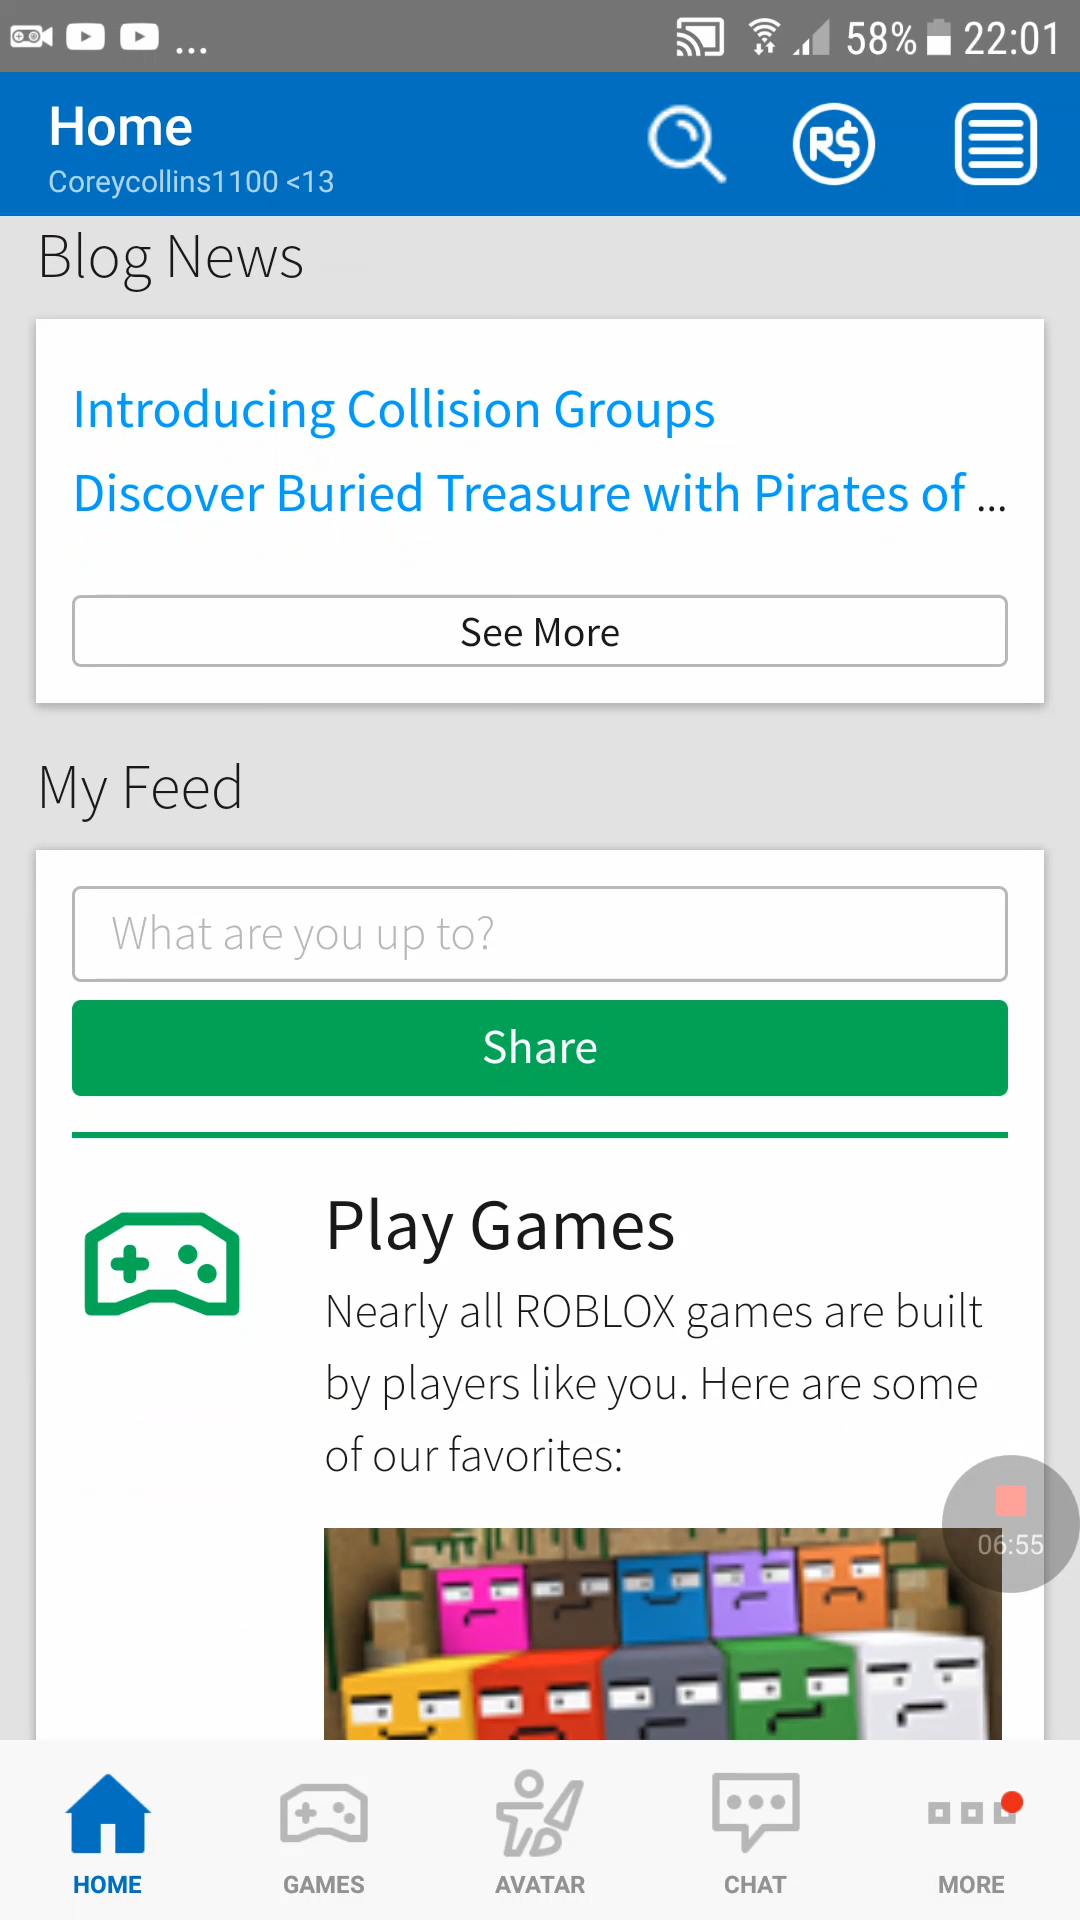 ... 58% 22:01
Home
Coreycollins1100 <13
R$
Blog News
Introducing Collision Groups
Discover Buried Treasure with Pirates of ...
See More
My Feed
What are you up to?
Share
Play Games
Nearly all ROBLOX games are built
by players like you. Here are some
of our favorites:
06:55
HOME GAMES AVATAR CHAT MORE